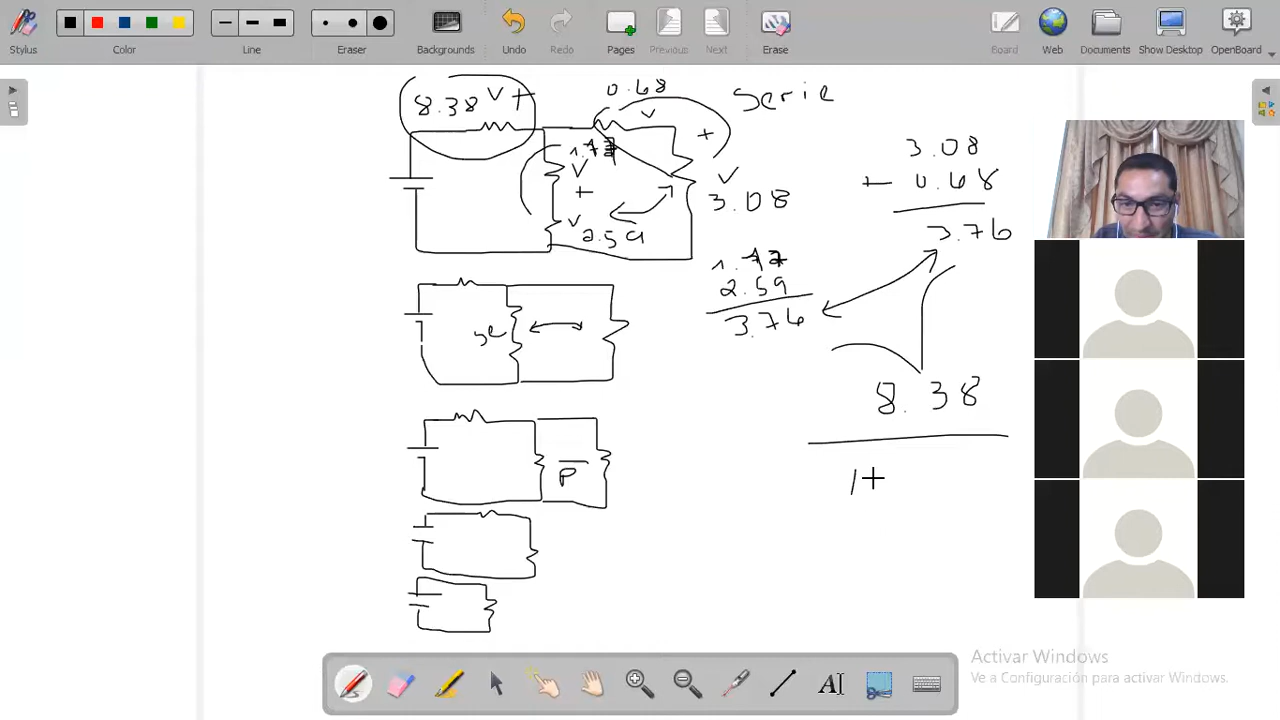 Stylus Color Line Eraser Backgrounds Undo Redo Pages Previous Next Erase Board Web Documents Show Desktop OpenBoard
8.38 V +
0.68
V
Serie
+
V
+
V
2.59
V
3.08
3.08
+ 0.68
3.76
2.59
3.76
se
8.38
P
1
Activar Windows
Ve a Configuración para activar Windows.